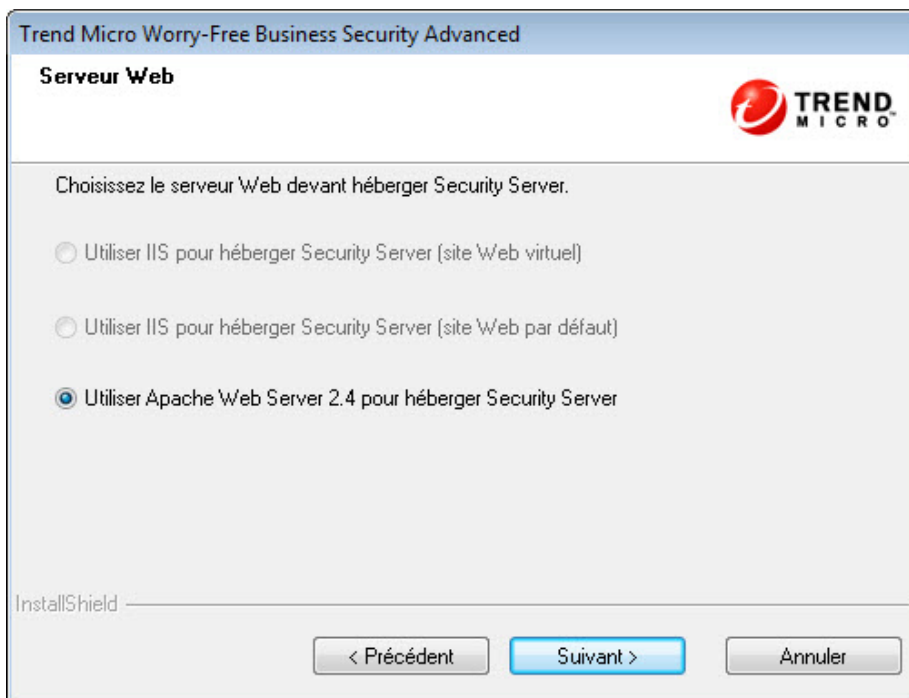 Trend Micro Worry-Free Business Security Advanced
Serveur Web
TREND
MICRO™
Choisissez le serveur Web devant héberger Security Server.
Utiliser IIS pour héberger Security Server (site Web virtuel)
Utiliser IIS pour héberger Security Server (site Web par défaut)
Utiliser Apache Web Server 2.4 pour héberger Security Server
InstallShield
< Précédent
Suivant >
Annuler